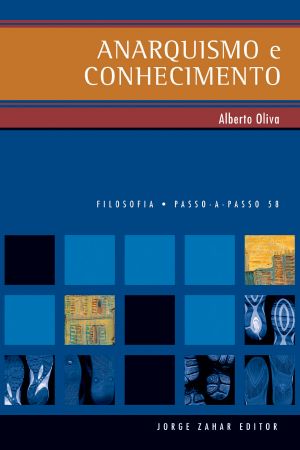 ANARQUISMO e
CONHECIMENTO
Alberto Oliva
FILOSOFIA • PASSO-A-PASSO 58
JORGE ZAHAR EDITOR